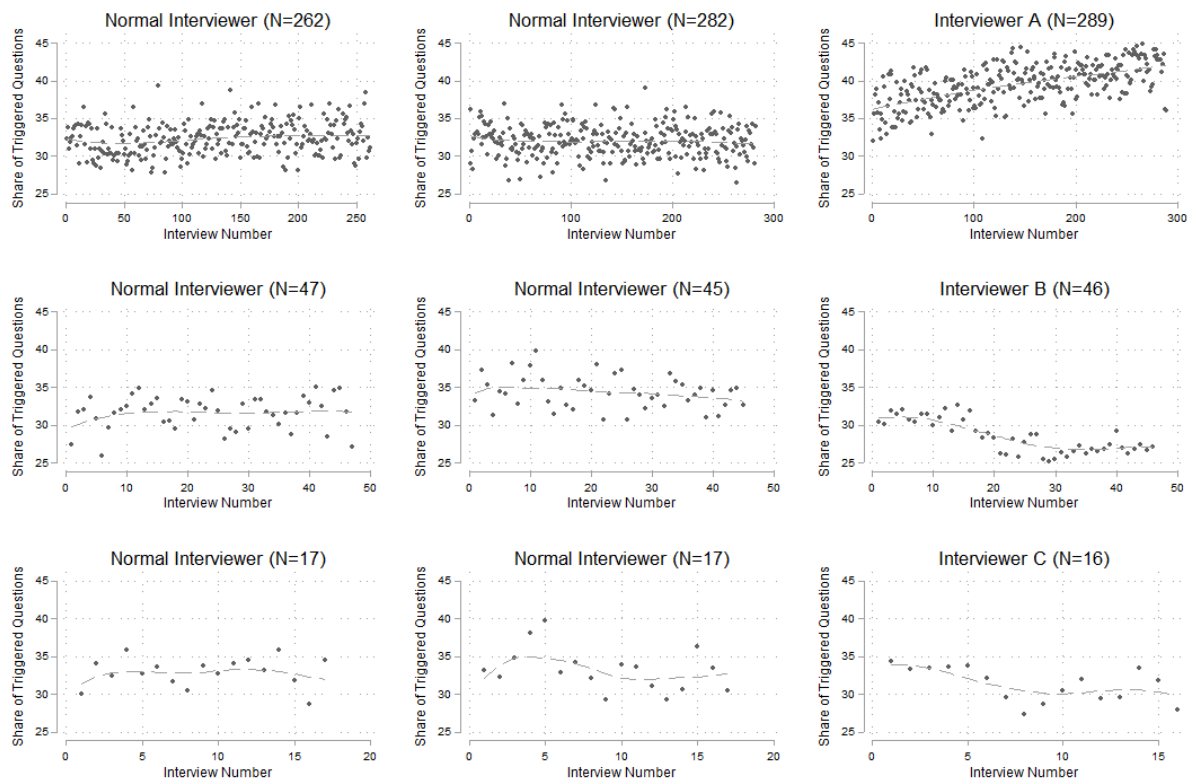 Normal Interviewer (N=262)
Share of Triggered Questions
45
40
35
30
25
0 50 100 150 200 250
Interview Number
Normal Interviewer (N=282)
Share of Triggered Questions
45
40
35
30
25
0 100 200 300
Interview Number
Interviewer A (N=289)
Share of Triggered Questions
45
40
35
30
25
0 100 200 300
Interview Number
Normal Interviewer (N=47)
Share of Triggered Questions
45
40
35
30
25
0 10 20 30 40 50
Interview Number
Normal Interviewer (N=45)
Share of Triggered Questions
45
40
35
30
25
0 10 20 30 40 50
Interview Number
Interviewer B (N=46)
Share of Triggered Questions
45
40
35
30
25
0 10 20 30 40 50
Interview Number
Normal Interviewer (N=17)
Share of Triggered Questions
45
40
35
30
25
0 5 10 15 20
Interview Number
Normal Interviewer (N=17)
Share of Triggered Questions
45
40
35
30
25
0 5 10 15 20
Interview Number
Interviewer C (N=16)
Share of Triggered Questions
45
40
35
30
25
0 5 10 15
Interview Number